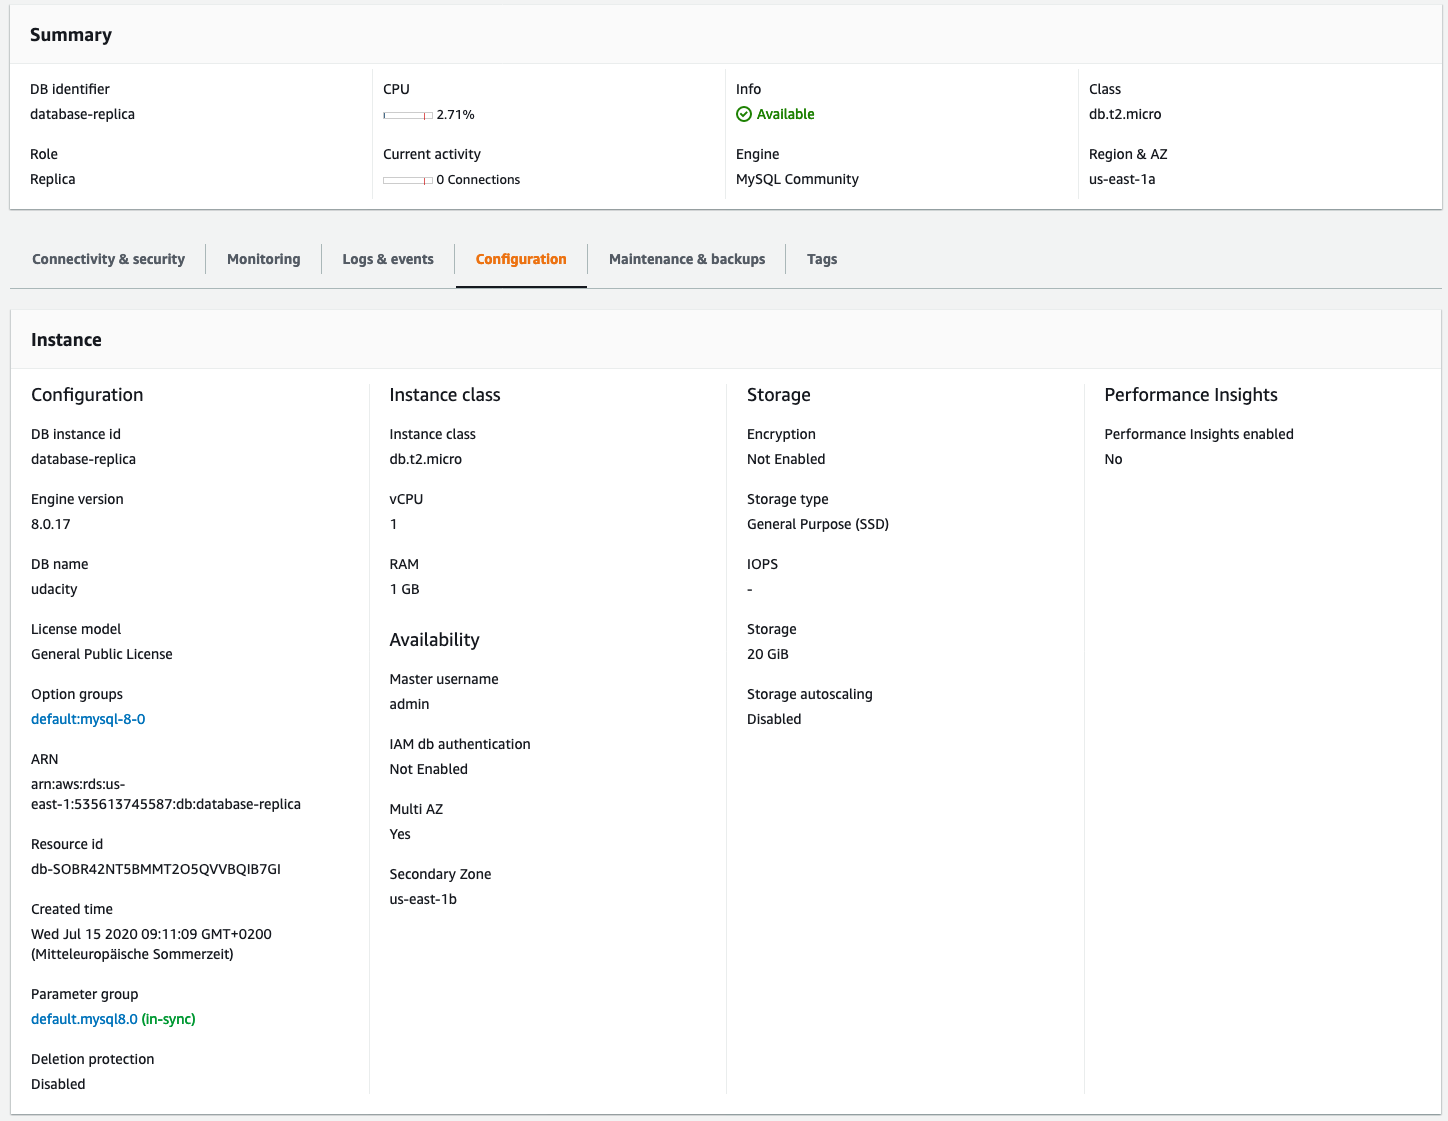 Summary
DB identifier
database-replica
CPU
2.71%
Info
Available
Class
db.t2.micro
Role
Replica
Current activity
0 Connections
Engine
MySQL Community
Region & AZ
us-east-1a
Connectivity & security
Monitoring
Logs & events
Configuration
Maintenance & backups
Tags
Instance
Configuration
DB instance id
database-replica
Engine version
8.0.17
DB name
udacity
License model
General Public License
Option groups
default:mysql-8-0
ARN
arn:aws:rds:us-
east-1:535613745587:db:database-replica
Resource id
db-SOBR42NT5BMMT2O5QVVBQIB7GI
Created time
Wed Jul 15 2020 09:11:09 GMT+0200
(Mitteleuropäische Sommerzeit)
Parameter group
default.mysql8.0 (in-sync)
Deletion protection
Disabled
Instance class
Instance class
db.t2.micro
vCPU
1
RAM
1 GB
Availability
Master username
admin
IAM db authentication
Not Enabled
Multi AZ
Yes
Secondary Zone
us-east-1b
Storage
Encryption
Not Enabled
Storage type
General Purpose (SSD)
IOPS
-
Storage
20 GiB
Storage autoscaling
Disabled
Performance Insights
Performance Insights enabled
No